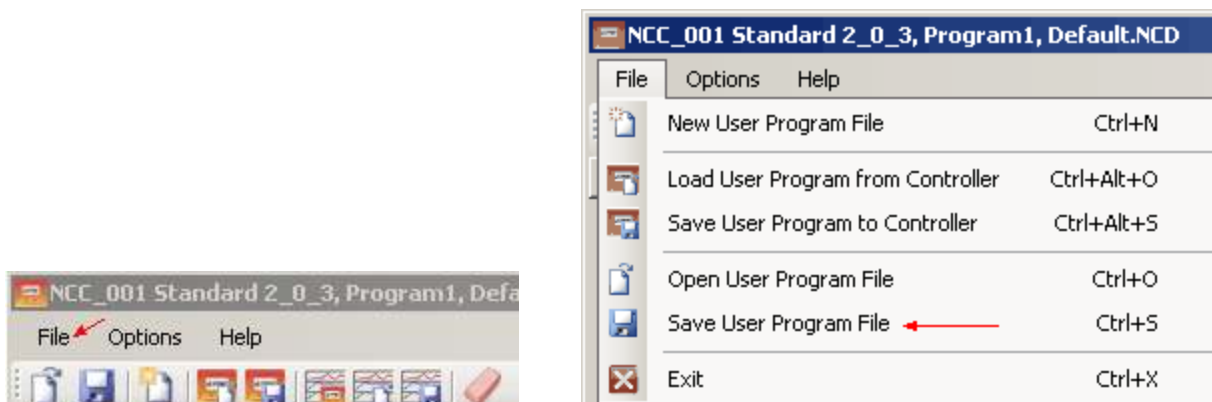 NCC_001 Standard 2_0_3, Program1, Defa
File Options Help
NCC_001 Standard 2_0_3, Program1, Default.NCD
File Options Help
New User Program File Ctrl+N
Load User Program from Controller Ctrl+Alt+O
Save User Program to Controller Ctrl+Alt+S
Open User Program File Ctrl+O
Save User Program File Ctrl+S
Exit Ctrl+X